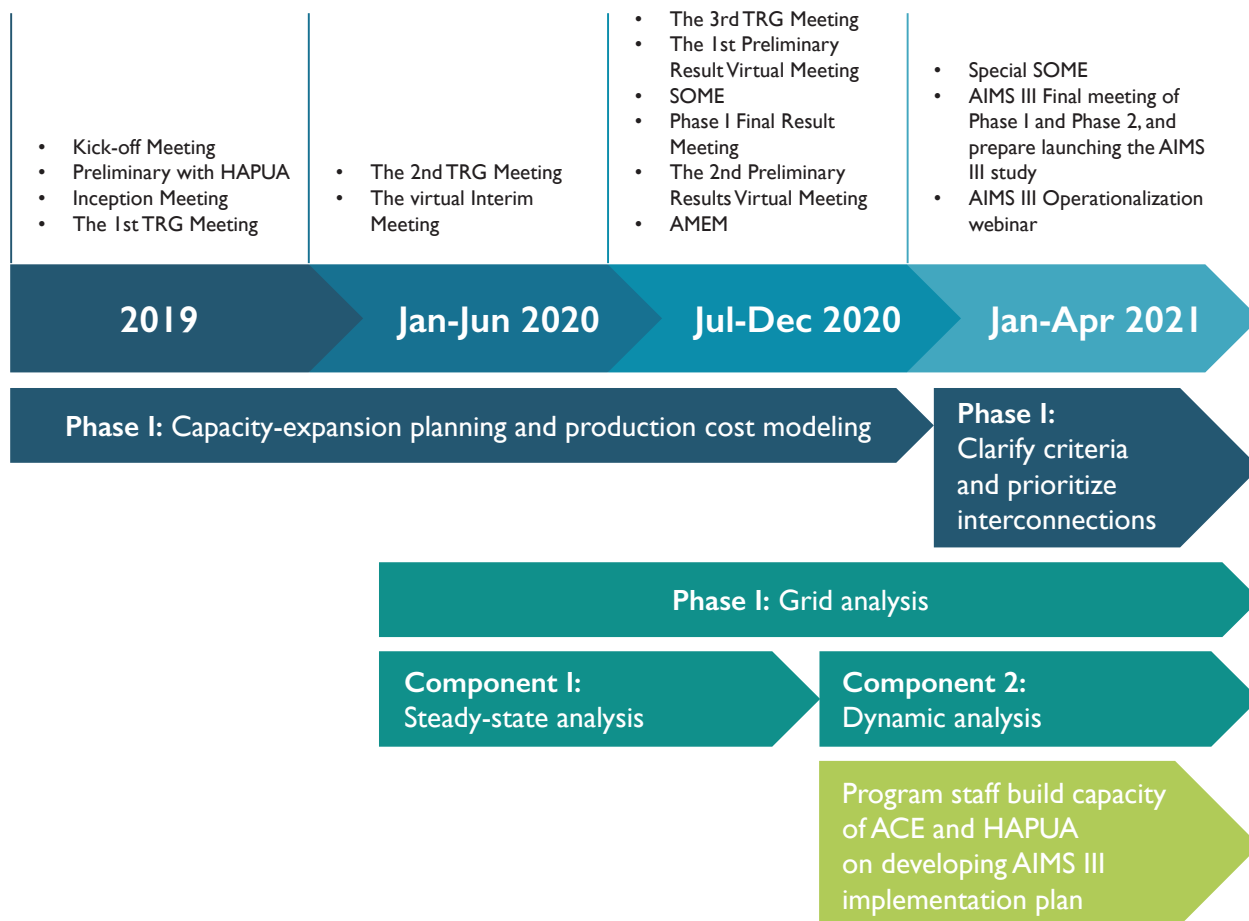 • Kick-off Meeting
• Preliminary with HAPUA
• Inception Meeting
• The 1st TRG Meeting
• The 2nd TRG Meeting
• The virtual Interim
Meeting
• The 3rd TRG Meeting
• The 1st Preliminary
Result Virtual Meeting
• SOME
• Phase I Final Result
Meeting
• The 2nd Preliminary
Results Virtual Meeting
• AMEM
• Special SOME
• AIMS III Final meeting of
Phase I and Phase 2, and
prepare launching the AIMS
III study
• AIMS III Operationalization
webinar
2019
Jan-Jun 2020
Jul-Dec 2020
Jan-Apr 2021
Phase I: Capacity-expansion planning and production cost modeling
Phase I:
Clarify criteria
and prioritize
interconnections
Phase I: Grid analysis
Component I:
Steady-state analysis
Component 2:
Dynamic analysis
Program staff build capacity
of ACE and HAPUA
on developing AIMS III
implementation plan